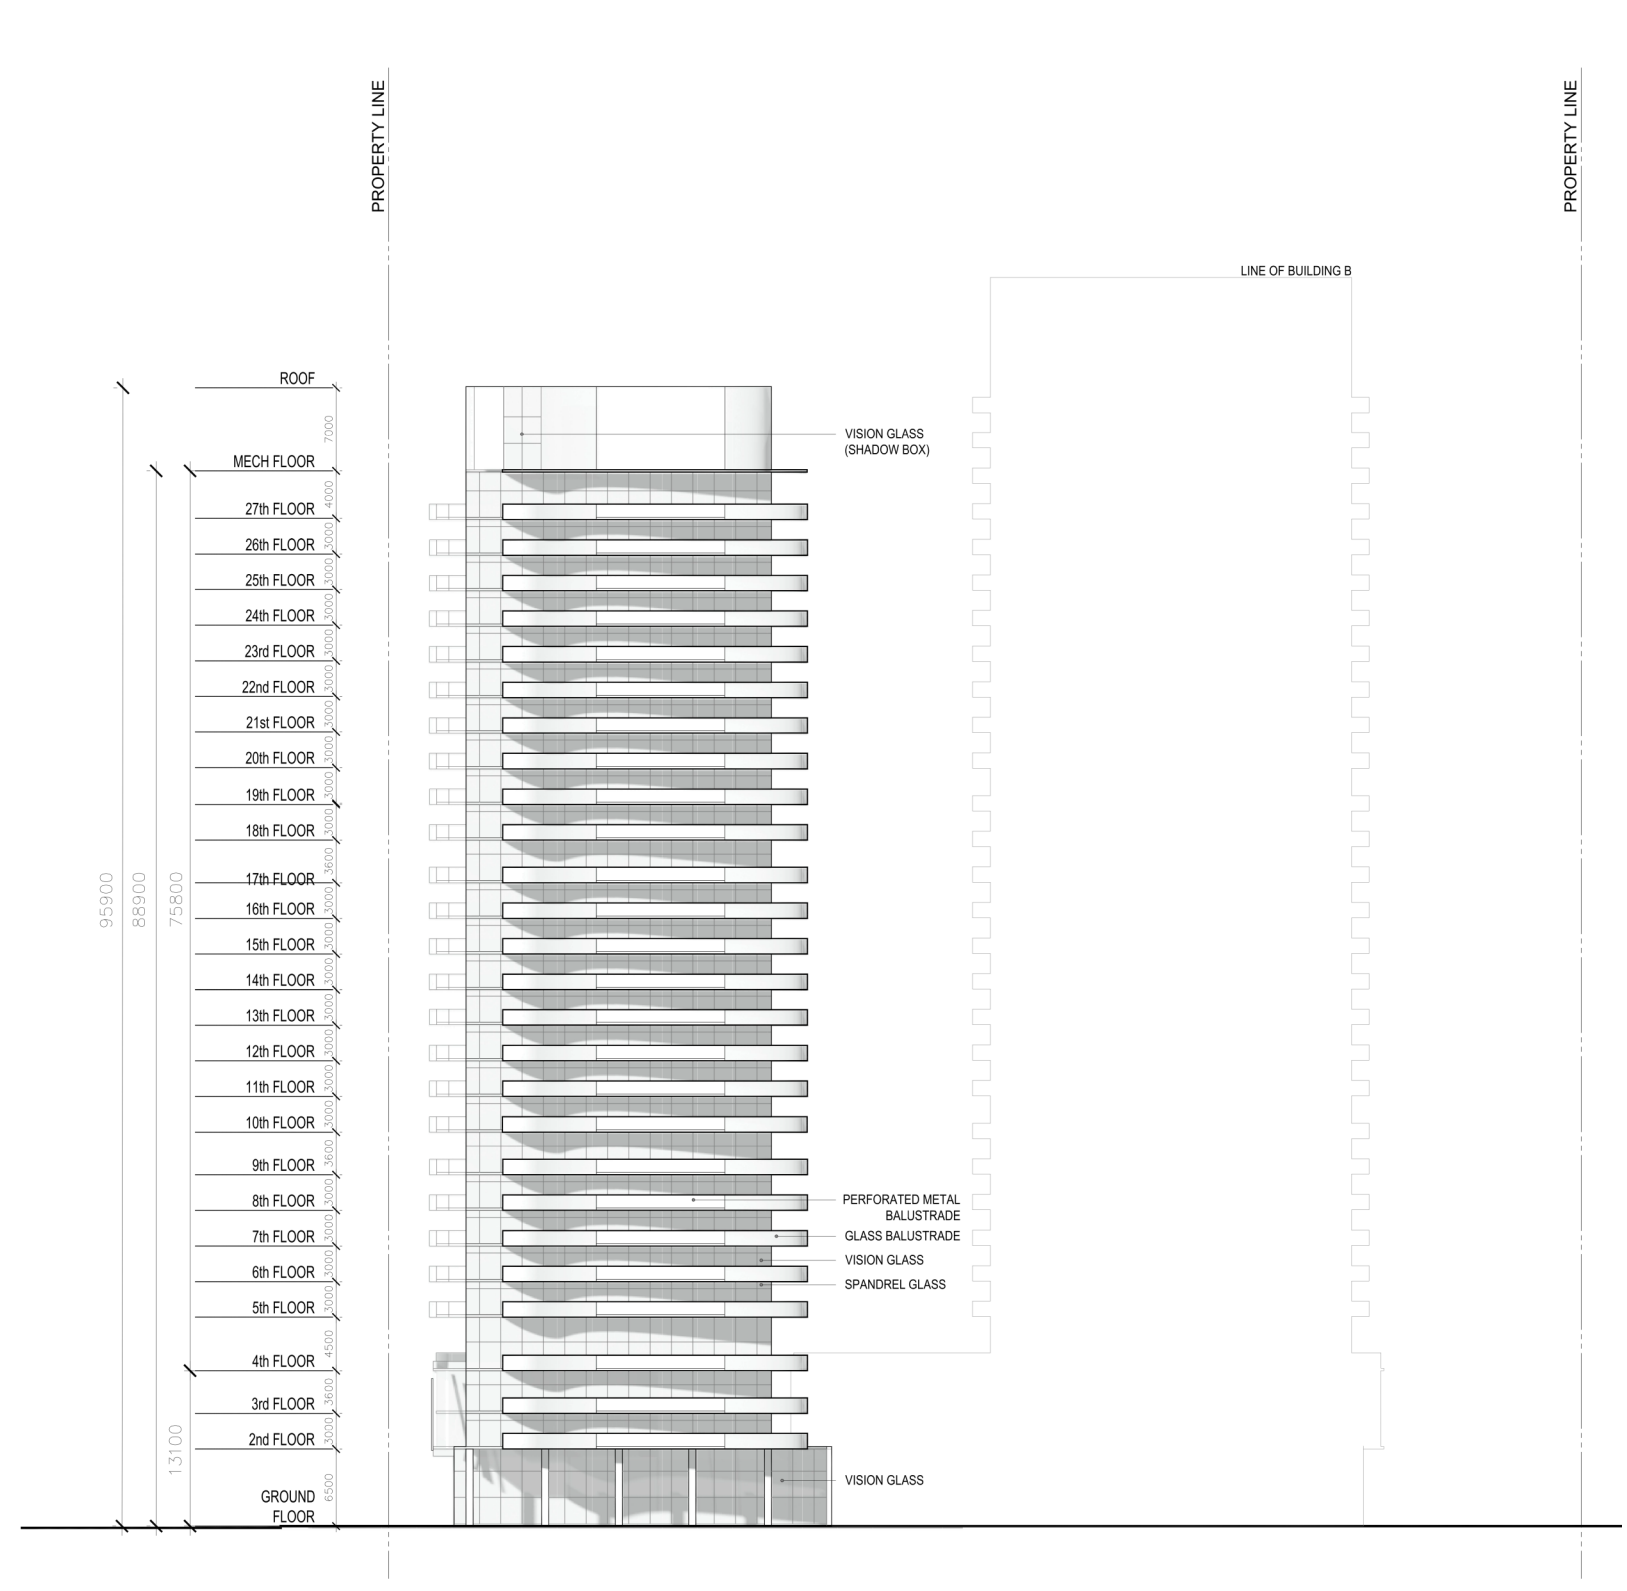 PROPERTY LINE
PROPERTY LINE
LINE OF BUILDING B
ROOF
7000
VISION GLASS
(SHADOW BOX)
MECH FLOOR
4000
27th FLOOR
3000
26th FLOOR
3000
25th FLOOR
3000
24th FLOOR
3000
23rd FLOOR
3000
22nd FLOOR
3000
21st FLOOR
3000
20th FLOOR
3000
19th FLOOR
3000
18th FLOOR
3600
17th FLOOR
3000
95900
88900
75800
16th FLOOR
3000
15th FLOOR
3000
14th FLOOR
3000
13th FLOOR
3000
12th FLOOR
3000
11th FLOOR
3000
10th FLOOR
3600
9th FLOOR
3000
8th FLOOR
3000
PERFORATED METAL
BALUSTRADE
7th FLOOR
3000
GLASS BALUSTRADE
VISION GLASS
6th FLOOR
3000
SPANDREL GLASS
5th FLOOR
4500
4th FLOOR
3600
3rd FLOOR
3000
2nd FLOOR
13100
6500
VISION GLASS
GROUND
FLOOR